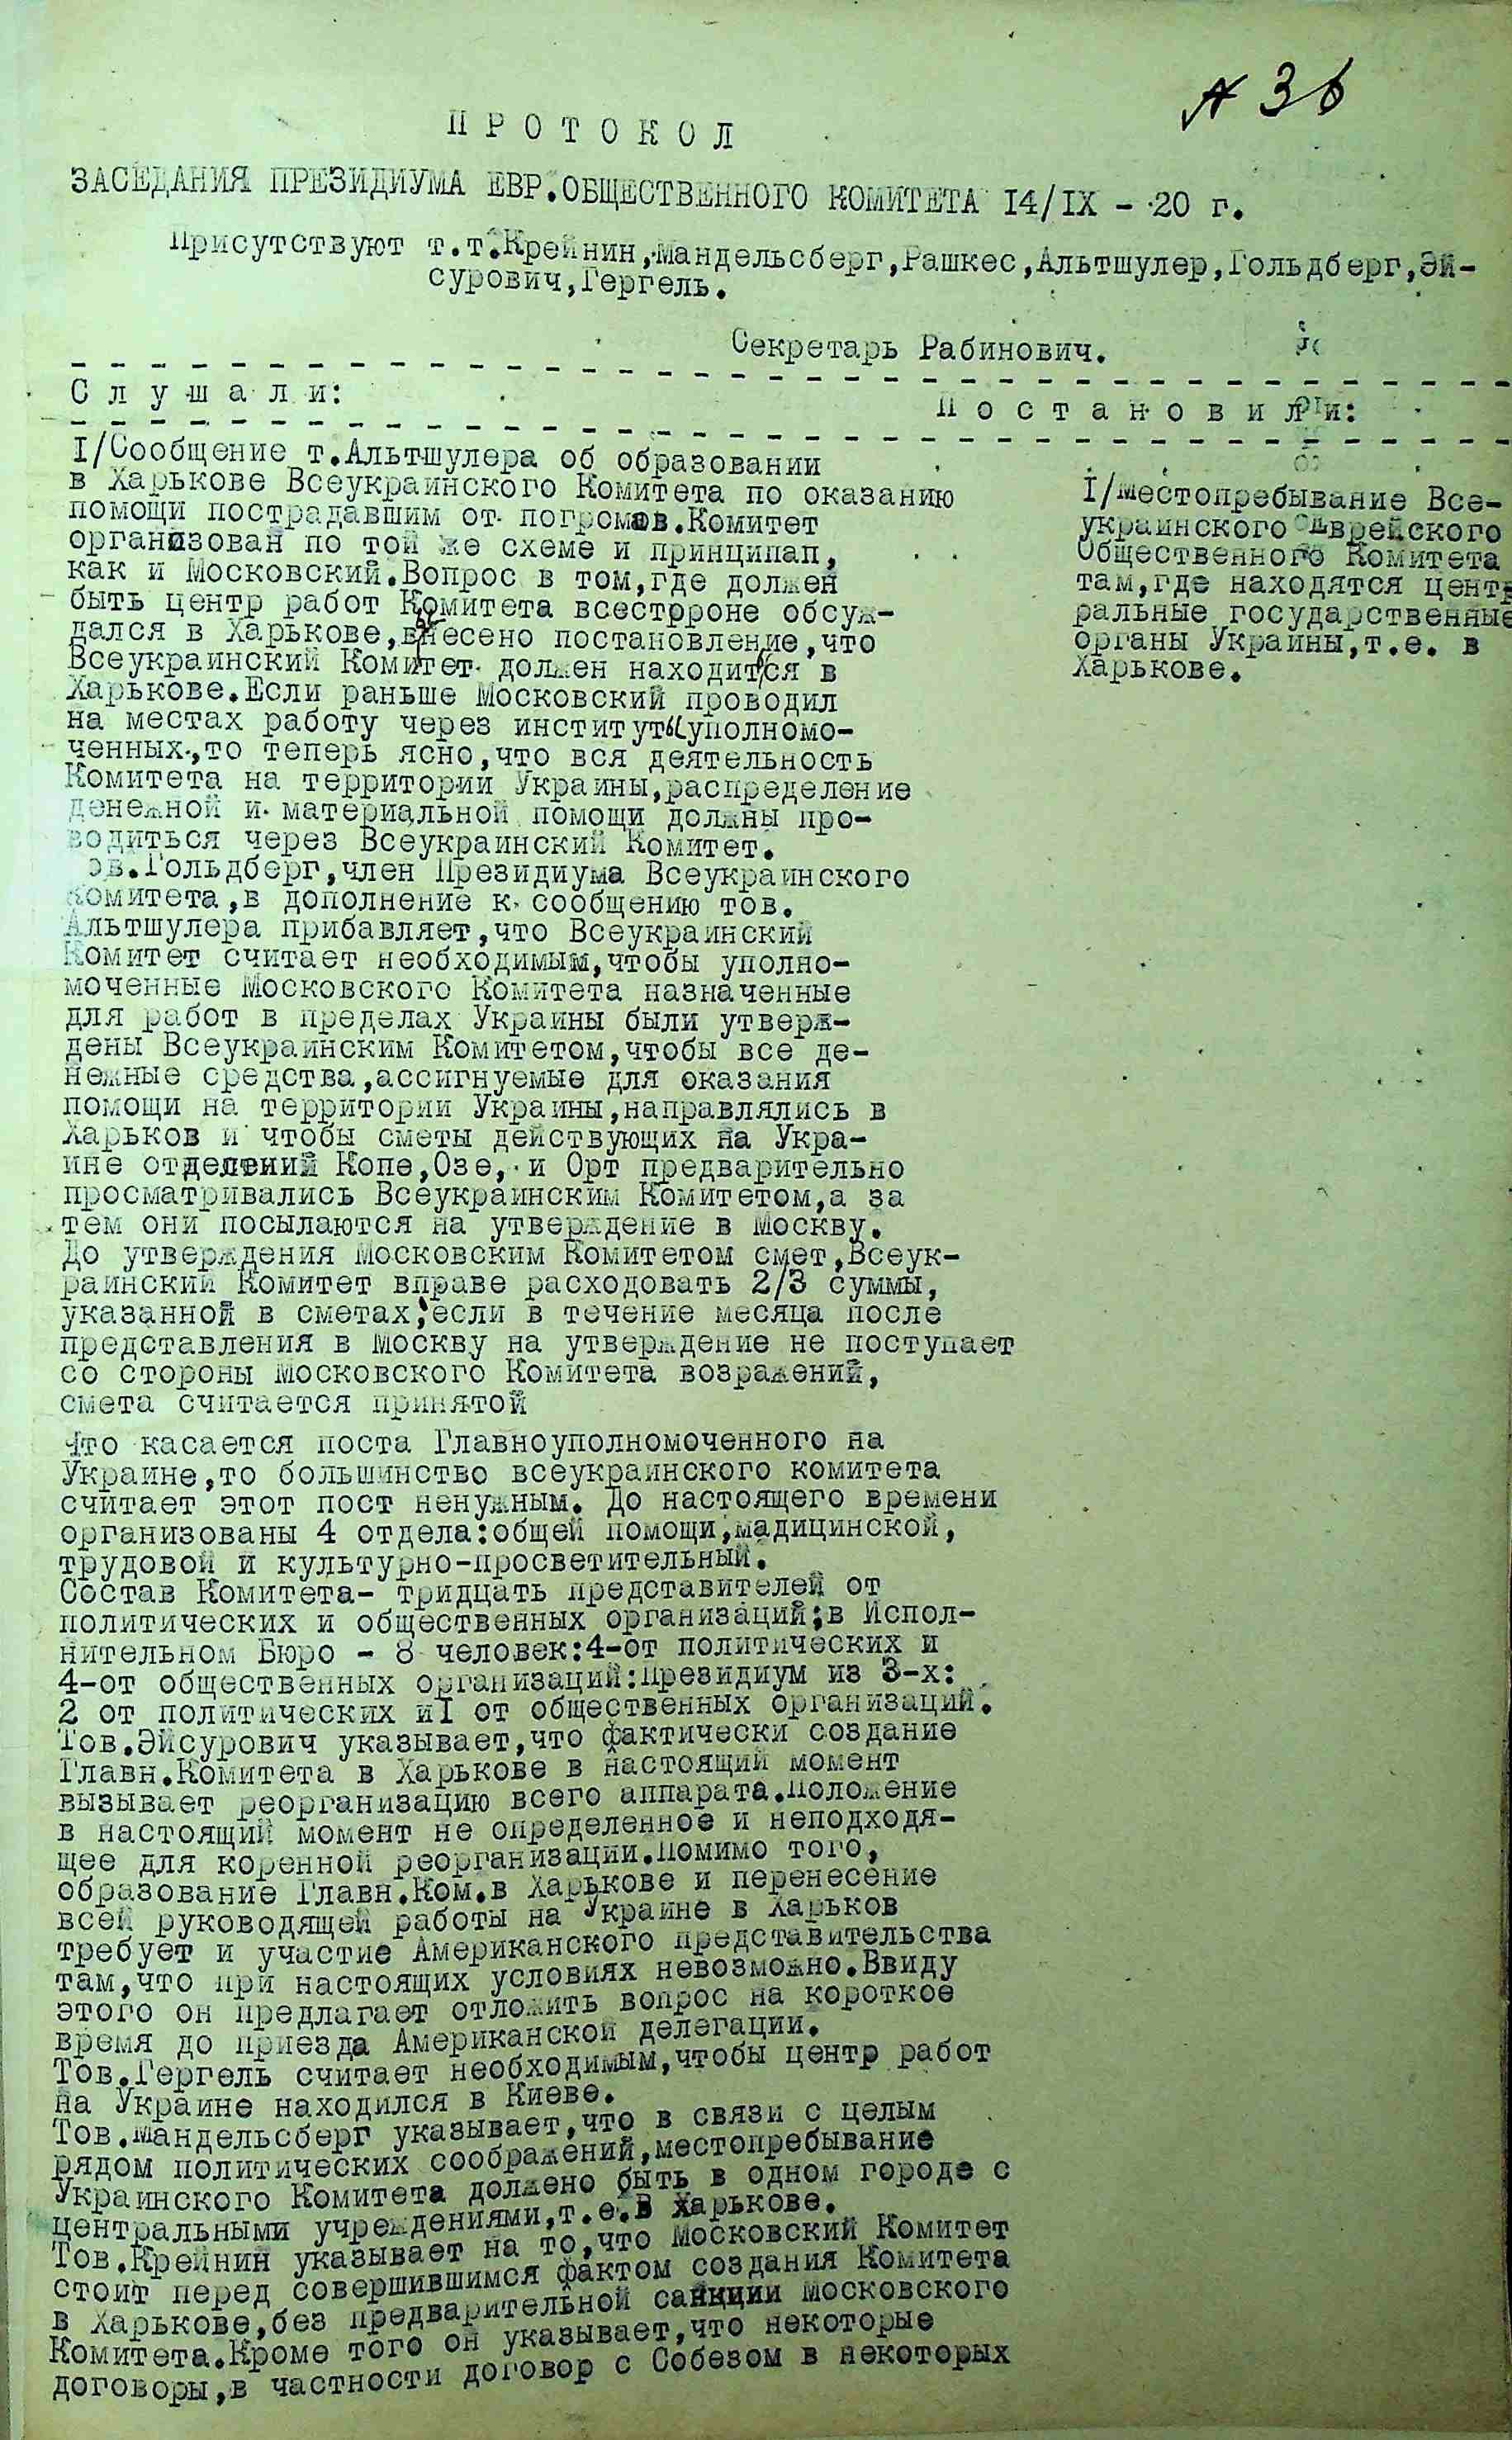 № 36
ПРОТОКОЛ
ЗАСЕДАНИЯ ПРЕЗИДИУМА ЕВР.ОБЩЕСТВЕННОГО КОМИТЕТА 14/IX - 20 г.
Присутствуют т.т.Крейнин,Мандельсберг,Рашкес,Альтшулер,Гольдберг,Эй-
сурович,Гергель.
Секретарь Рабинович.
Слушали:
Постановили:
I/Сообщение т.Альтшулера об образовании
в Харькове Всеукраинского Комитета по оказанию
помощи пострадавшим от погромов.Комитет
организован по той же схеме и принципап,
как и Московский.Вопрос в том,где должен
быть центр работ Комитета всесторроне обсуж-
дался в Харькове,внесено постановление,что
Всеукраинский Комитет должен находится в
Харькове.Если раньше Московский проводил
на местах работу через институты уполномо-
ченных,то теперь ясно,что вся деятельность
Комитета на территории Украины,распределение
денежной и материальной помощи должны про-
водиться через Всеукраинский Комитет.
ов.Гольдберг,член Президиума Всеукраинского
Комитета,в дополнение к сообщению тов.
Альтшулера прибавляет,что Всеукраинский
Комитет считает необходимым,чтобы уполно-
моченные Московского Комитета назначенные
для работ в пределах Украины были утверж-
дены Всеукраинским Комитетом,чтобы все де-
нежные средства,ассигнуемые для оказания
помощи на территории Украины,направлялись в
Харьков и чтобы сметы действующих на Укра-
ине отделений Копе,Озе, и Орт предварительно
просматривались Всеукраинским Комитетом,а за
тем они посылаются на утверждение в Москву.
До утверждения Московским Комитетом смет,Всеук-
раинский Комитет вправе расходовать 2/3 суммы,
указанной в сметах;если в течение месяца после
представления в Москву на утверждение не поступает
со стороны Московского Комитета возражений,
смета считается принятой
Что касается поста Главноуполномоченного на
Украине,то большинство всеукраинского комитета
считает этот пост ненужным. До настоящего времени
организованы 4 отдела:общей помощи,мадицинской,
трудовой и культурно-просветительный.
Состав Комитета- тридцать представителей от
политических и общественных организаций;в Испол-
нительном Бюро - 8 человек:4-от политических и
4-от общественных организаций:Президиум из 3-х:
2 от политических и I от общественных организаций.
Тов.Эйсурович указывает,что фактически создание
Главн.Комитета в Харькове в настоящий момент
вызывает реорганизацию всего аппарата.Положение
в настоящий момент не определенное и неподходя-
щее для коренной реорганизации.Помимо того,
образование Главн.Ком.в Харькове и перенесение
всей руководящей работы на Украине в Харьков
требует и участие Американского представительства
там,что при настоящих условиях невозможно.Ввиду
этого он предлагает отложить вопрос на короткое
время до приезда Американской делегации.
Тов.Гергель считает необходимым,чтобы центр работ
на Украине находился в Киеве.
Тов.Мандельсберг указывает,что в связи с целым
рядом политических соображений,местопребывание
Украинского Комитета должено быть в одном городе с
центральными учреждениями,т.е.в Харькове.
Тов.Крейнин указывает на то,что Московский Комитет
стоит перед совершившимся фактом создания Комитета
в Харькове,без предварительной санкции Московского
Комитета.Кроме того он указывает,что некоторые
договоры,в частности договор с Собезом в некоторых
I/Местопребывание Все-
украинского Еврейского
Общественного Комитета
там,где находятся цент
ральные государственные
органы Украины,т.е. в
Харькове.